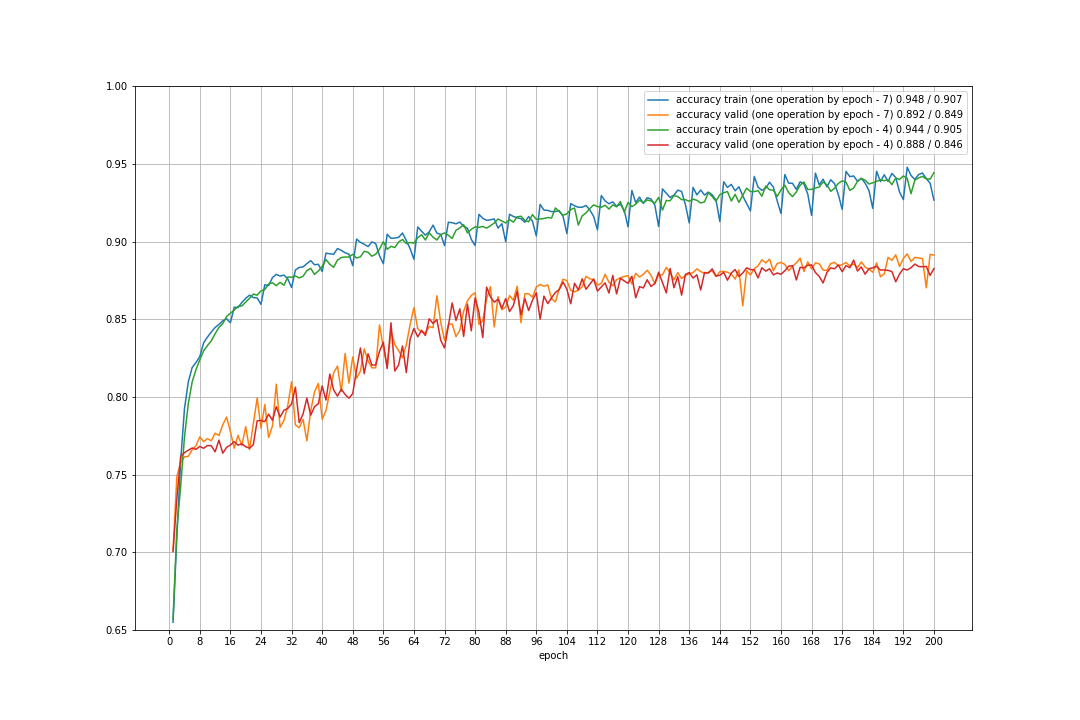 1.00
0.95
0.90
0.85
0.80
0.75
0.70
0.65
accuracy train (one operation by epoch - 7) 0.948 / 0.907
accuracy valid (one operation by epoch - 7) 0.892 / 0.849
accuracy train (one operation by epoch - 4) 0.944 / 0.905
accuracy valid (one operation by epoch - 4) 0.888 / 0.846
0 8 16 24 32 40 48 56 64 72 80 88 96 104 112 120 128 136 144 152 160 168 176 184 192 200
epoch